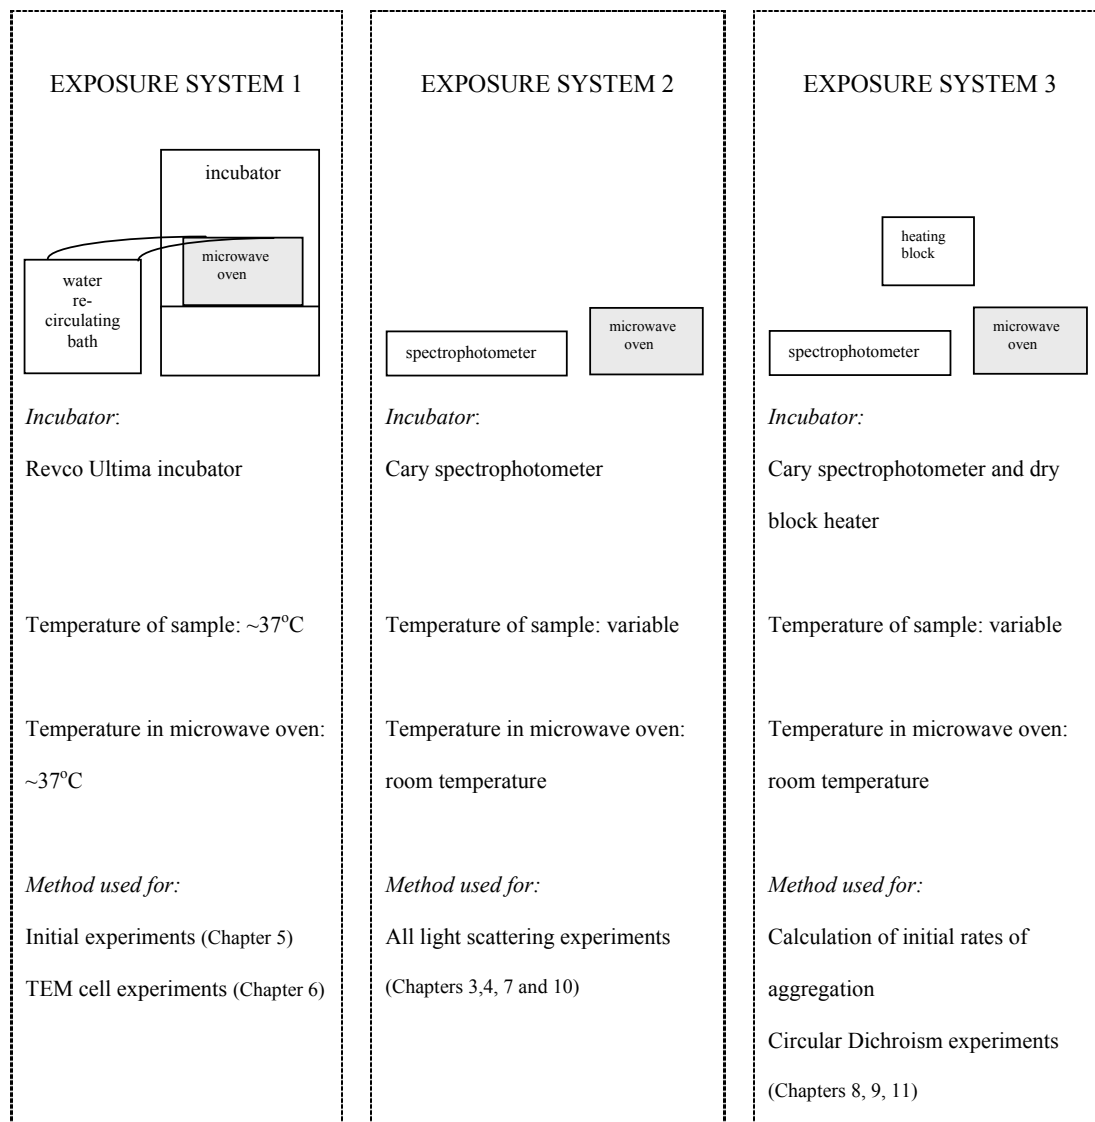 EXPOSURE SYSTEM 1
incubator
microwave
oven
water
re-
circulating
bath
Incubator:
Revco Ultima incubator
Temperature of sample: ~37°C
Temperature in microwave oven:
~37°C
Method used for:
Initial experiments (Chapter 5)
TEM cell experiments (Chapter 6)
EXPOSURE SYSTEM 2
microwave
oven
spectrophotometer
Incubator:
Cary spectrophotometer
Temperature of sample: variable
Temperature in microwave oven:
room temperature
Method used for:
All light scattering experiments
(Chapters 3,4, 7 and 10)
EXPOSURE SYSTEM 3
heating
block
microwave
oven
spectrophotometer
Incubator:
Cary spectrophotometer and dry
block heater
Temperature of sample: variable
Temperature in microwave oven:
room temperature
Method used for:
Calculation of initial rates of
aggregation
Circular Dichroism experiments
(Chapters 8, 9, 11)